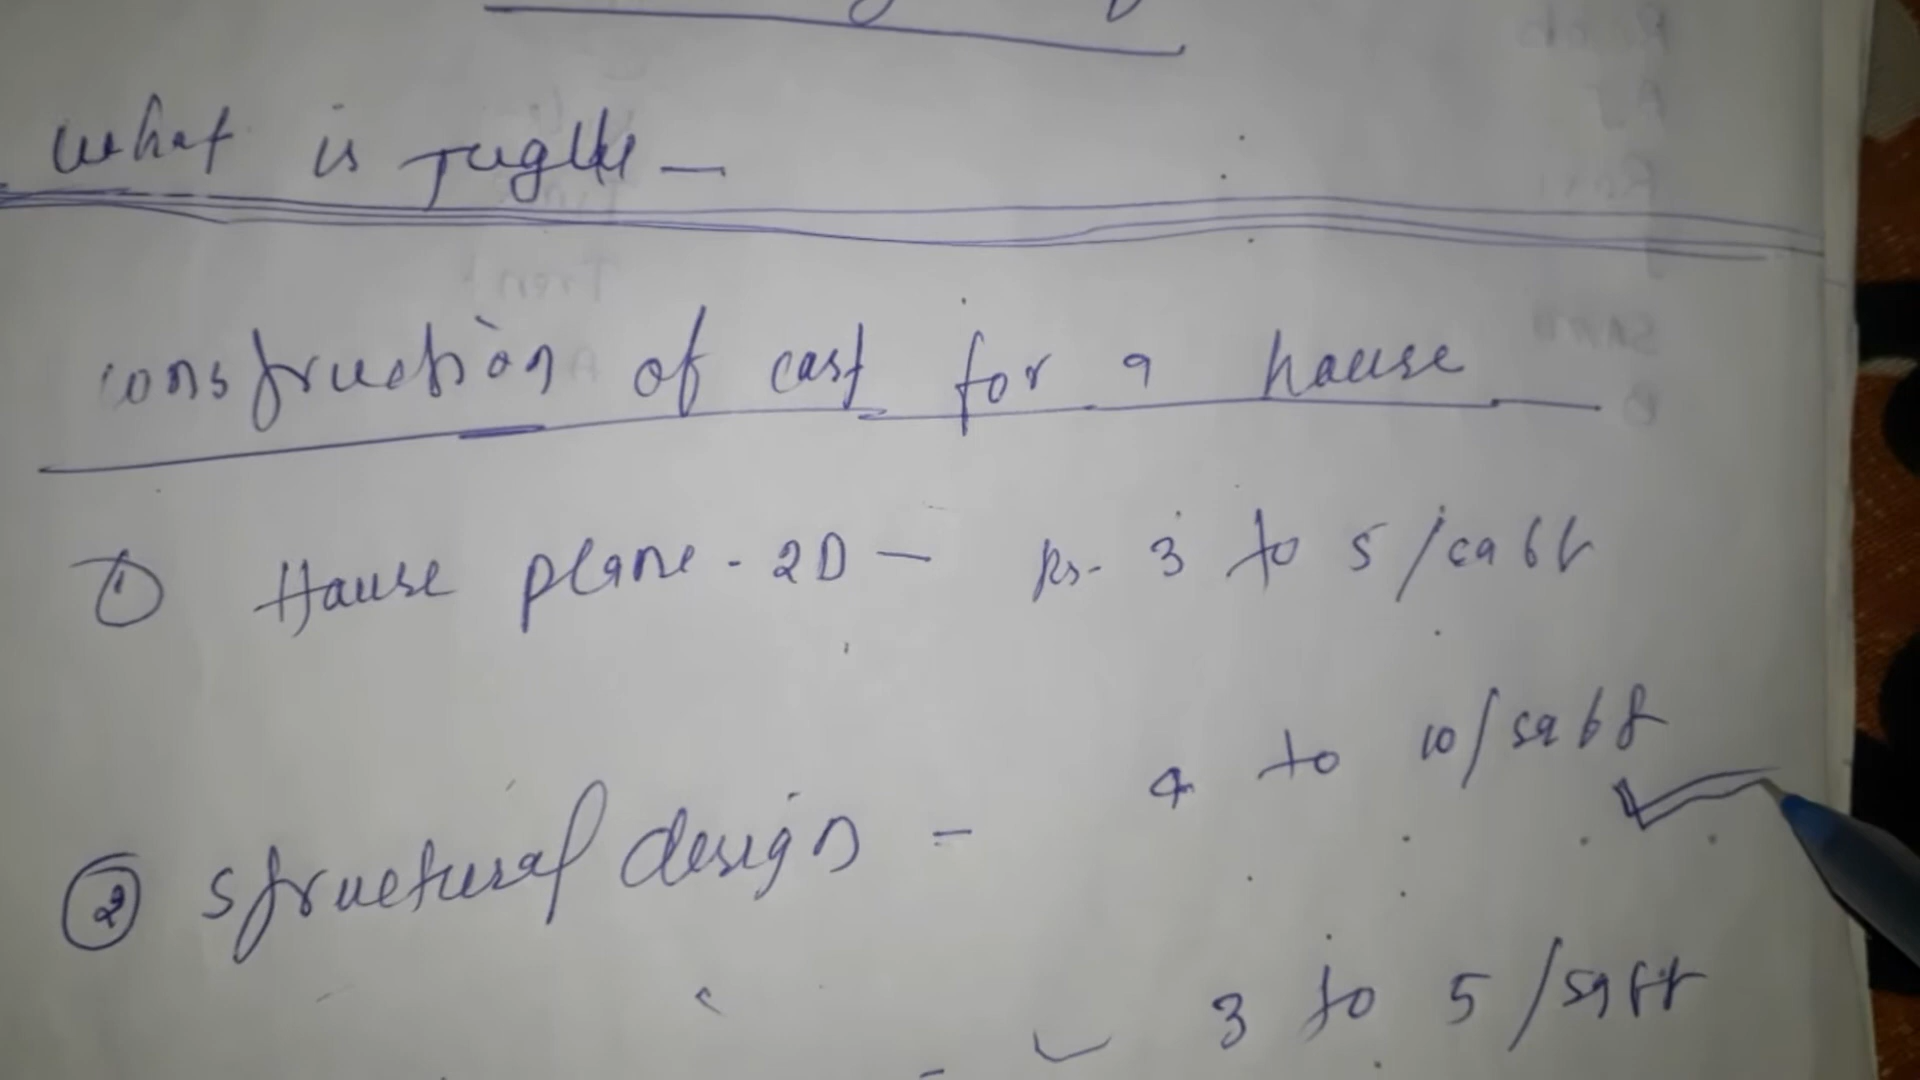 what is
construction of cast for a hause
① Hause plane - 2D - Rs - 3 to 5 / sqft
4 to 10 / sqft
② structural design -
3 to 5 / sqft